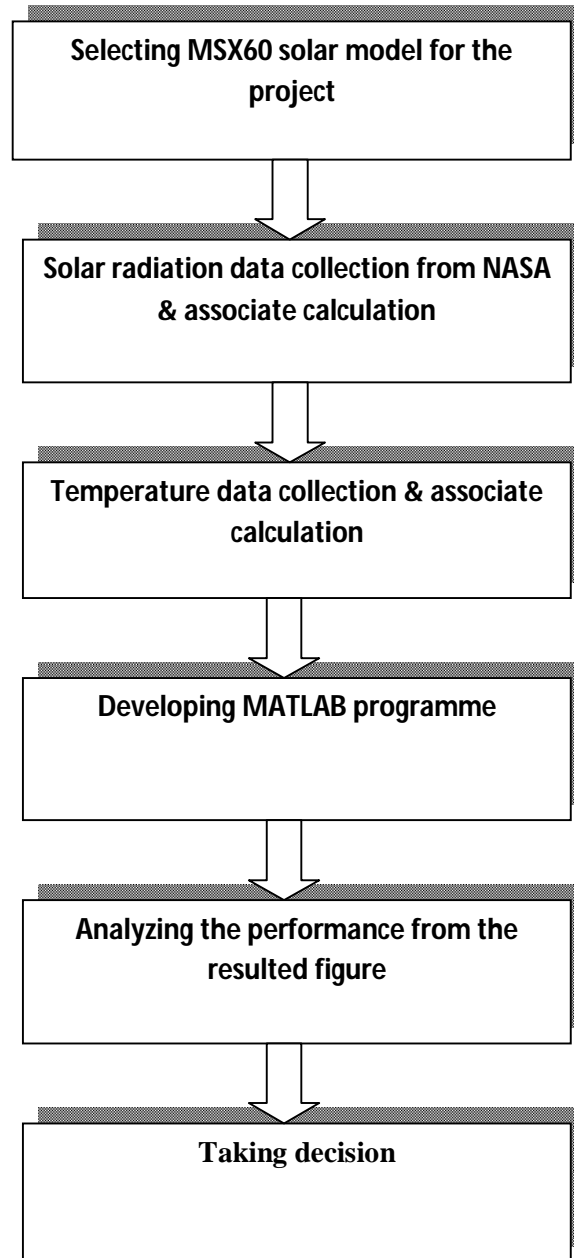 Selecting MSX60 solar model for the
project
Solar radiation data collection from NASA
& associate calculation
Temperature data collection & associate
calculation
Developing MATLAB programme
Analyzing the performance from the
resulted figure
Taking decision